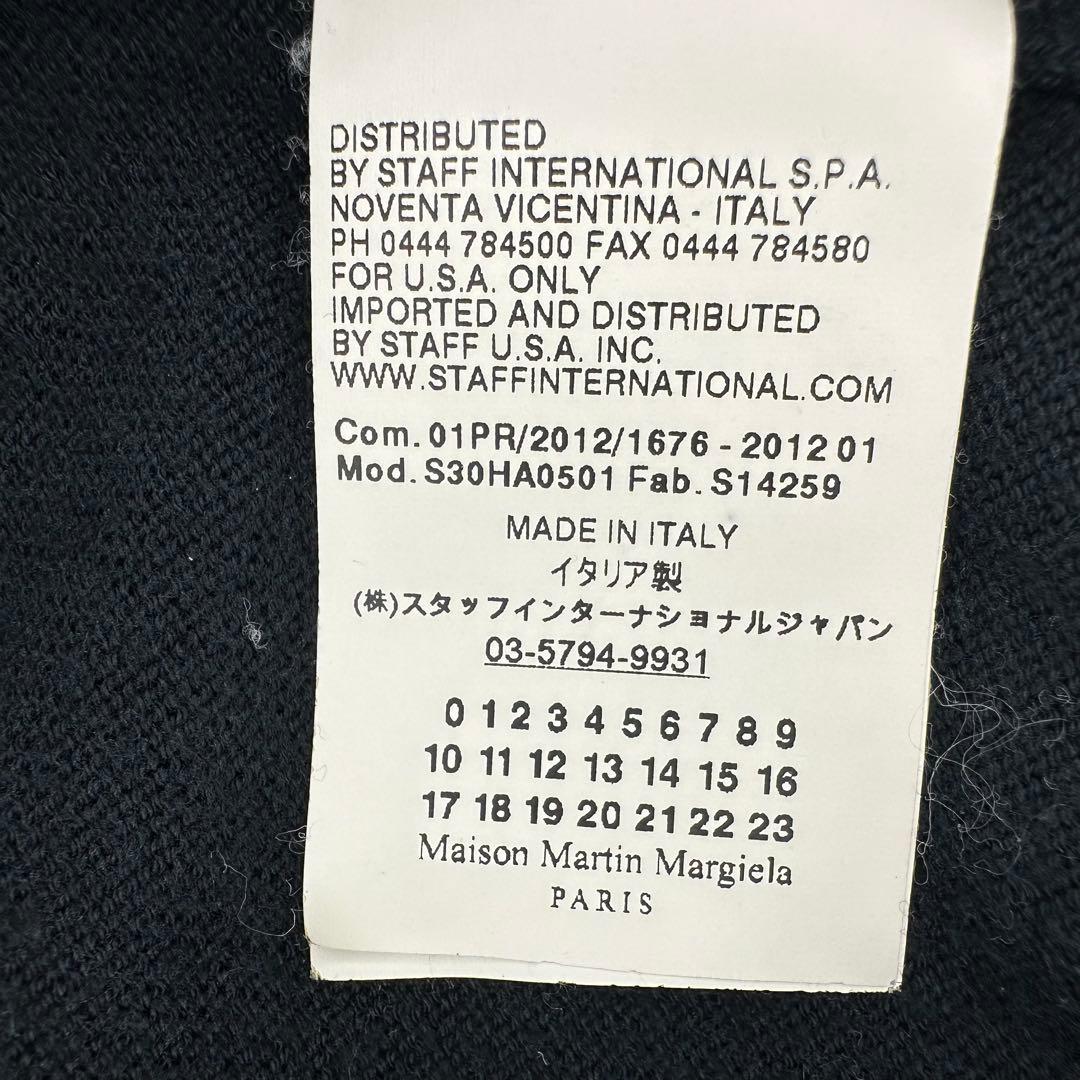 DISTRIBUTED
BY STAFF INTERNATIONAL S.P.A.
NOVENTA VICENTINA - ITALY
PH 0444 784500 FAX 0444 784580
FOR U.S.A. ONLY
IMPORTED AND DISTRIBUTED
BY STAFF U.S.A. INC.
WWW.STAFFINTERNATIONAL.COM
Com. 01PR/2012/1676 - 2012 01
Mod. S30HA0501 Fab. S14259
MADE IN ITALY
イタリア製
(株)スタッフインターナショナルジャパン
03-5794-9931
0 1 2 3 4 5 6 7 8 9
10 11 12 13 14 15 16
17 18 19 20 21 22 23
Maison Martin Margiela
PARIS